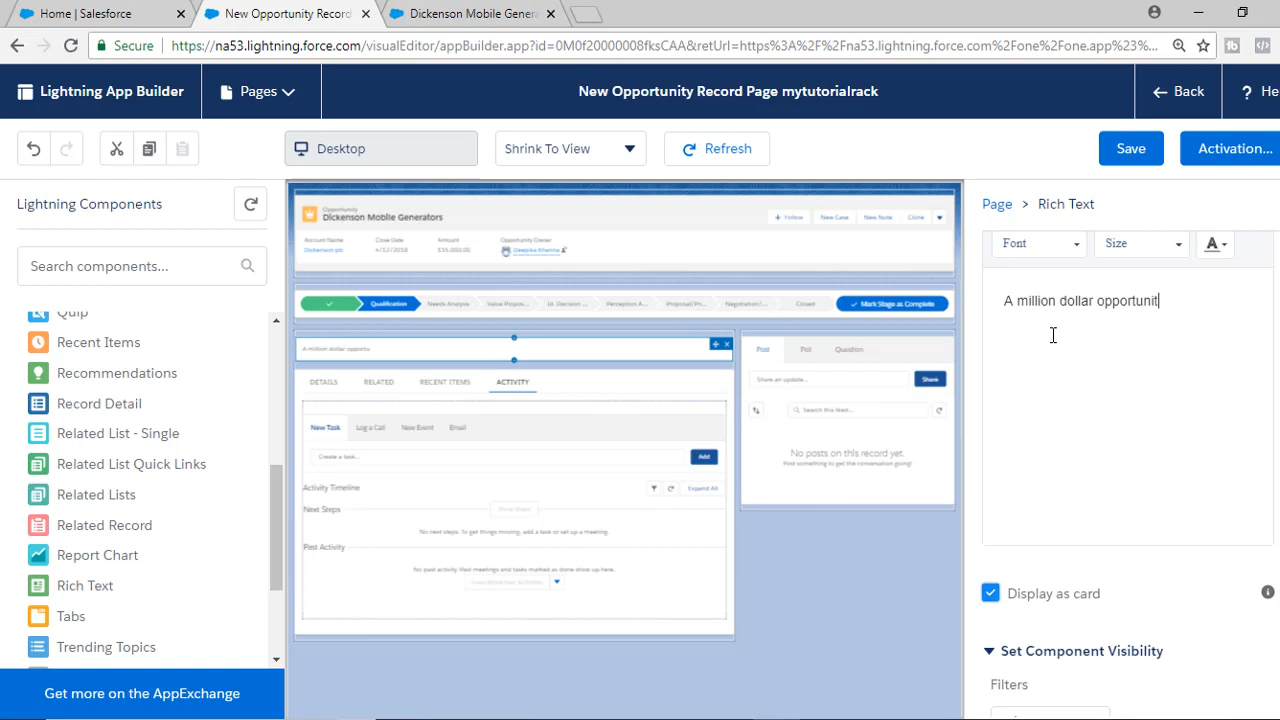 Home | Salesforce
New Opportunity Record
Dickenson Mobile Genera
Secure
https://na53.lightning.force.com/visualEditor/appBuilder.app?id=0M0f20000008fksCAA&retUrl=https%3A%2F%2Fna53.lightning.force.com%2Fone%2Fone.app%23%...
Lightning App Builder
Pages
New Opportunity Record Page mytutorialrack
Back
? He
Desktop
Shrink To View
Refresh
Save
Activation...
Lightning Components
Page > Rich Text
Search components...
Font
Size
A
A million dollar opportunit
Quip
Recent Items
Recommendations
Record Detail
Related List - Single
Related List Quick Links
Related Lists
Related Record
Report Chart
Rich Text
Tabs
Trending Topics
Get more on the AppExchange
Opportunity
Dickenson Mobile Generators
+ Follow
New Case
New Note
Clone
Account Name
Close Date
Amount
Opportunity Owner
Dickenson plc
4/12/2018
$35,000.00
Deepika Khanna
Qualification
Needs Analysis
Value Propos...
Id. Decision ...
Perception A...
Proposal/Pri...
Negotiation/...
Closed
Mark Stage as Complete
A million dollar opportu
DETAILS
RELATED
RECENT ITEMS
ACTIVITY
New Task
Log a Call
New Event
Email
Create a task...
Add
Activity Timeline
Expand All
Next Steps
No next steps. To get things moving, add a task or set up a meeting.
Past Activity
No past activity. Past meetings and tasks marked as done show up here.
Post
Poll
Question
Share an update...
Share
Search this feed...
No posts on this record yet.
Post something to get the conversation going!
Display as card
Set Component Visibility
Filters